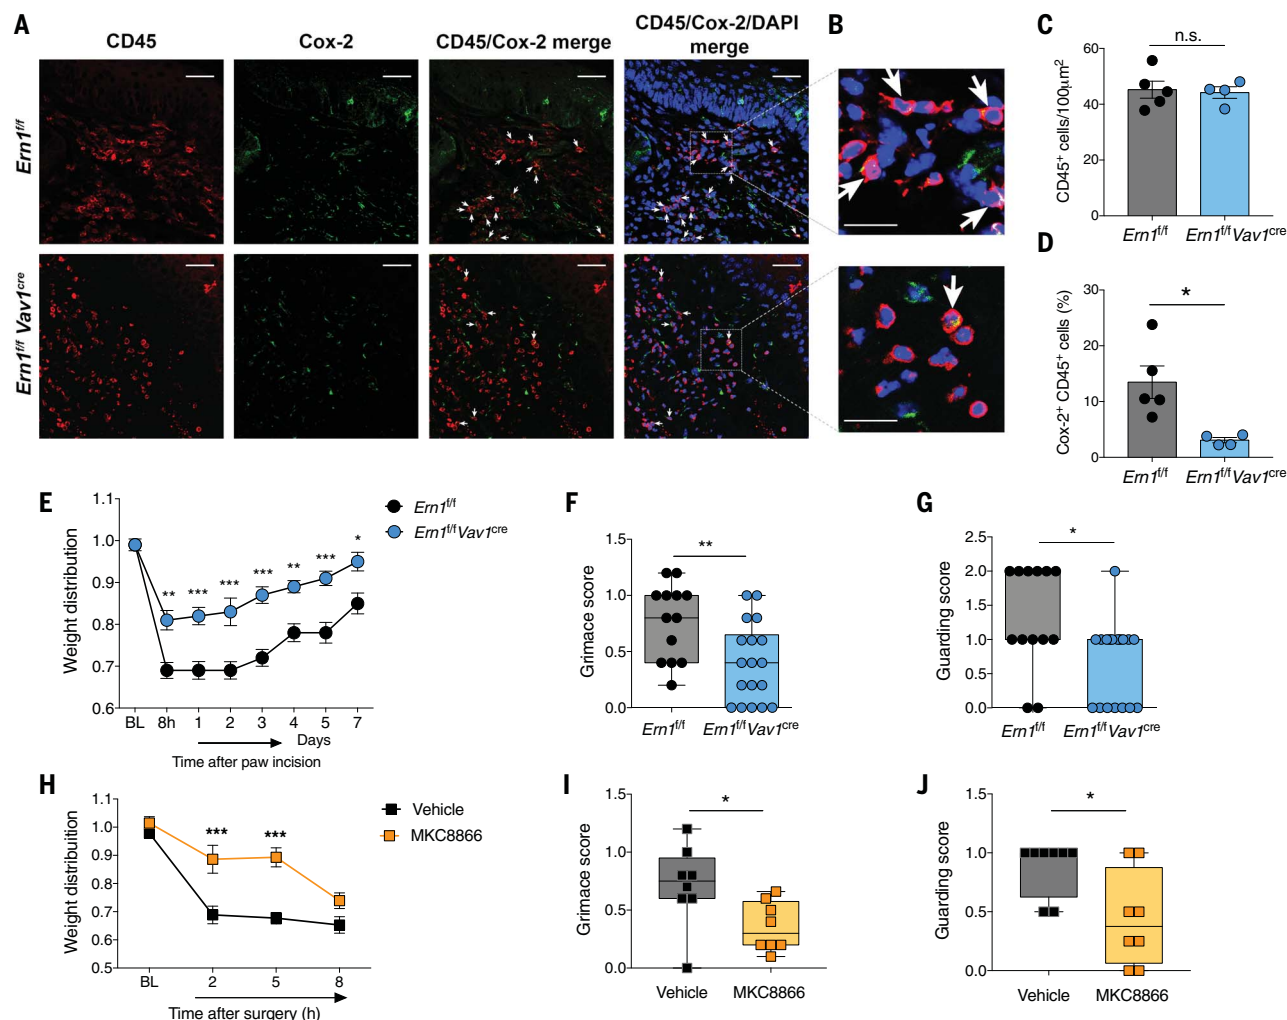 A
CD45
Cox-2
CD45/Cox-2 merge
CD45/Cox-2/DAPI
merge
Ern1f/f
Ern1f/f Vav1cre
B
C
n.s.
CD45+ cells/100µm2
60
40
20
0
Ern1f/f
Ern1f/fVav1cre
D
*
Cox-2+ CD45+ cells (%)
30
20
10
0
Ern1f/f
Ern1f/fVav1cre
E
Weight distribution
1.1
1.0
0.9
0.8
0.7
0.6
**
***
***
***
**
***
*
BL
8h
1
2
3
4
5
7
Days
Time after paw incision
Ern1f/f
Ern1f/fVav1cre
F
Grimace score
1.5
1.0
0.5
0.0
**
Ern1f/f
Ern1f/fVav1cre
G
Guarding score
2.5
2.0
1.5
1.0
0.5
0.0
*
Ern1f/f
Ern1f/fVav1cre
H
Weight distribuition
1.1
1.0
0.9
0.8
0.7
0.6
0.5
***
***
BL
2
5
8
Time after surgery (h)
Vehicle
MKC8866
I
Grimace score
1.5
1.0
0.5
0.0
*
Vehicle
MKC8866
J
Guarding score
1.5
1.0
0.5
0.0
*
Vehicle
MKC8866